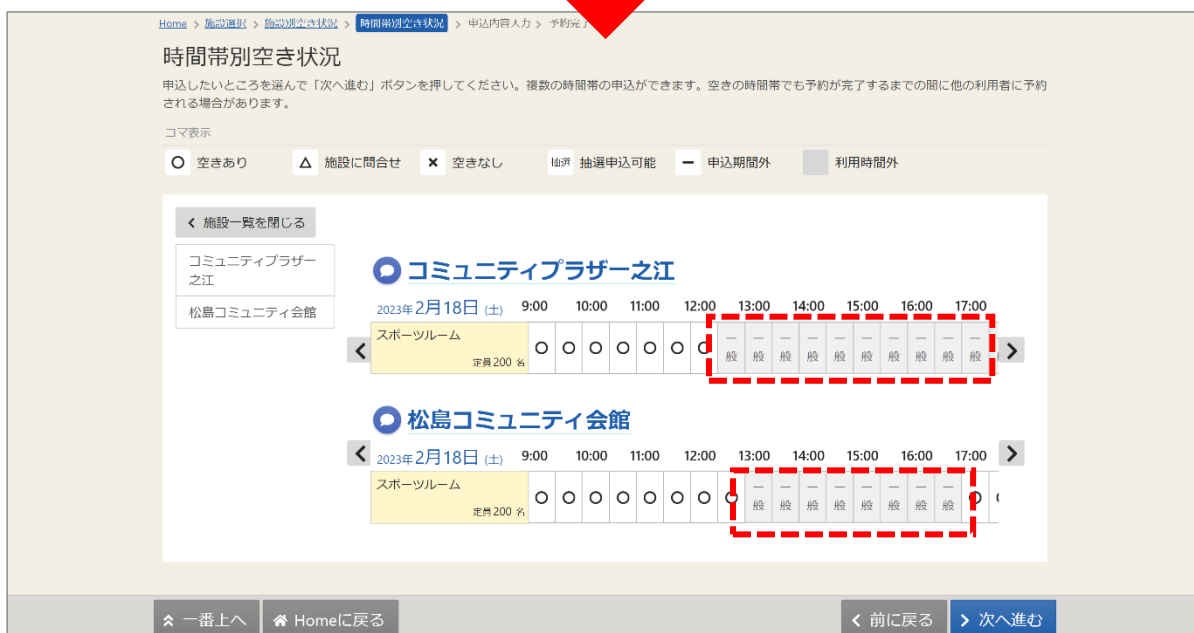 Home > 施設選択 > 施設別空き状況 > 時間帯別空き状況 > 申込内容入力 > 予約完了
時間帯別空き状況
申込したいところを選んで「次へ進む」ボタンを押してください。複数の時間帯の申込ができます。空きの時間帯でも予約が完了するまでの間に他の利用者に予約
される場合があります。
コマ表示
空きあり 施設に問合せ 空きなし 抽選 抽選申込可能 申込期間外 利用時間外
施設一覧を閉じる
コミュニティプラザ一
之江
松島コミュニティ会館
コミュニティプラザ一之江
2023年2月18日 (土) 9:00 10:00 11:00 12:00 13:00 14:00 15:00 16:00 17:00
スポーツルーム
定員200 名
一般 一般 一般 一般 一般 一般 一般 一般 一般 一般
松島コミュニティ会館
2023年2月18日 (土) 9:00 10:00 11:00 12:00 13:00 14:00 15:00 16:00 17:00
スポーツルーム
定員200 名
一般 一般 一般 一般 一般 一般 一般 一般
一番上へ Homeに戻る 前に戻る 次へ進む